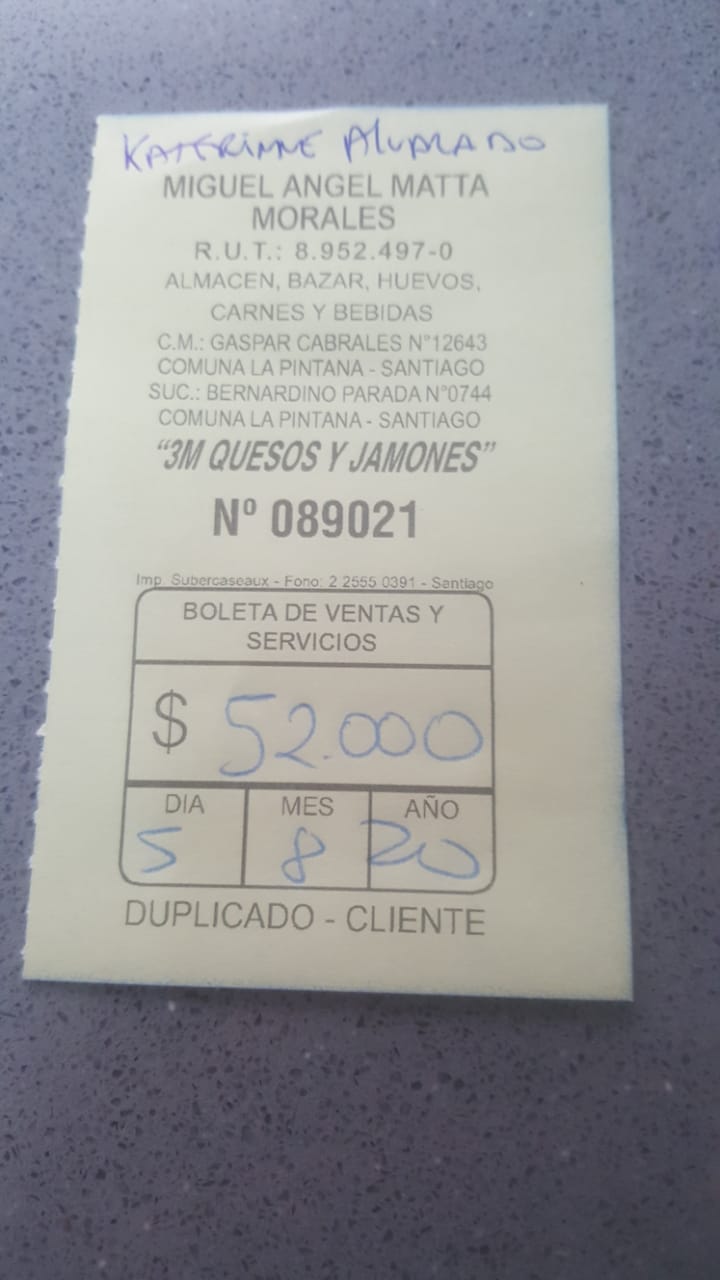 KATERINNE ALVARADO
MIGUEL ANGEL MATTA
MORALES
R.U.T.: 8.952.497-0
ALMACEN, BAZAR, HUEVOS,
CARNES Y BEBIDAS
C.M.: GASPAR CABRALES N°12643
COMUNA LA PINTANA - SANTIAGO
SUC.: BERNARDINO PARADA N°0744
COMUNA LA PINTANA - SANTIAGO
"3M QUESOS Y JAMONES"
Nº 089021
Imp. Subercaseaux - Fono: 2 2555 0391 - Santiago
BOLETA DE VENTAS Y
SERVICIOS
$ 52.000
DIA MES AÑO
5 8 20
DUPLICADO - CLIENTE